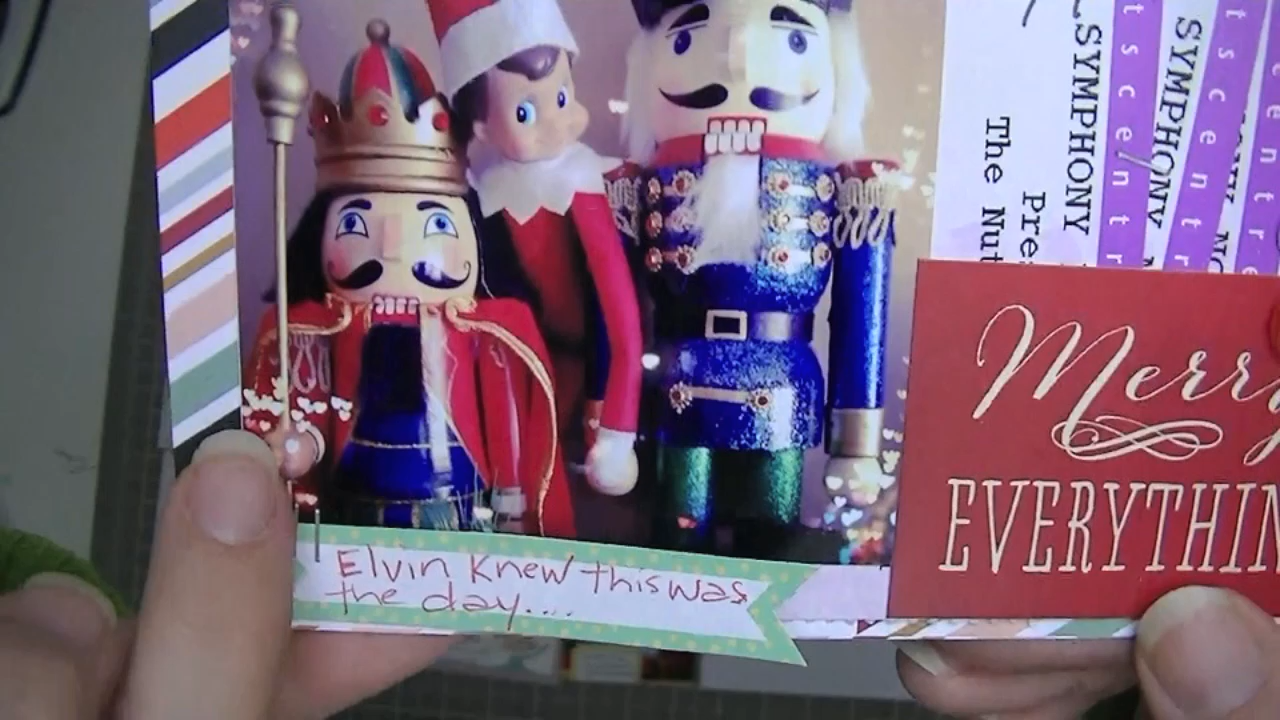 SYMPHONY
SYMPHONY
The Nut
Pre
Merry
EVERYTHIN
Elvin knew this was
the day....